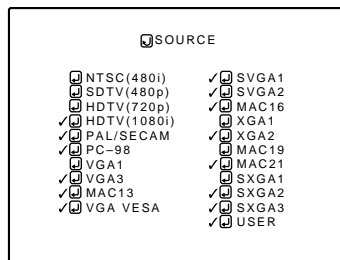 SOURCE
NTSC(480i)
SDTV(480p)
HDTV(720p)
✓ HDTV(1080i)
✓ PAL/SECAM
✓ PC–98
VGA1
✓ VGA3
✓ MAC13
✓ VGA VESA
✓ SVGA1
✓ SVGA2
✓ MAC16
XGA1
✓ XGA2
MAC19
✓ MAC21
SXGA1
✓ SXGA2
✓ SXGA3
✓ USER